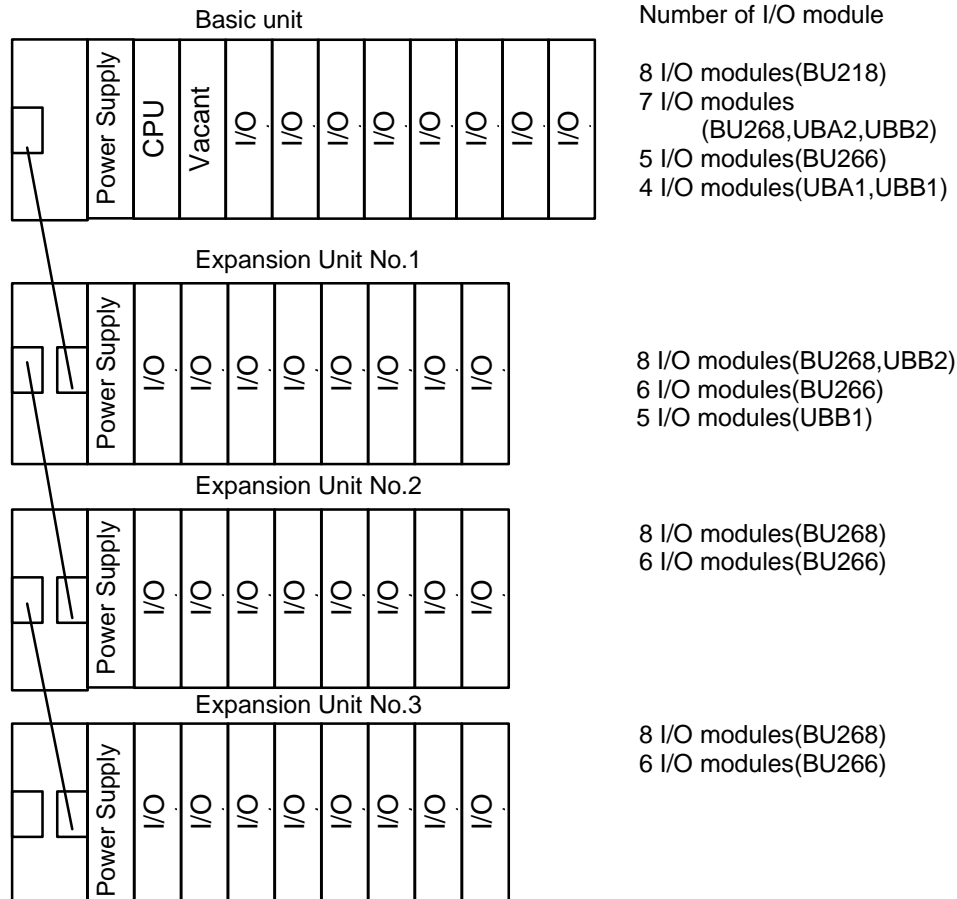 Basic unit
Number of I/O module
Power Supply
CPU
Vacant
I/O
I/O
I/O
I/O
I/O
I/O
I/O
I/O
8 I/O modules(BU218)
7 I/O modules
(BU268,UBA2,UBB2)
5 I/O modules(BU266)
4 I/O modules(UBA1,UBB1)
Expansion Unit No.1
Power Supply
I/O
I/O
I/O
I/O
I/O
I/O
I/O
I/O
8 I/O modules(BU268,UBB2)
6 I/O modules(BU266)
5 I/O modules(UBB1)
Expansion Unit No.2
Power Supply
I/O
I/O
I/O
I/O
I/O
I/O
I/O
I/O
8 I/O modules(BU268)
6 I/O modules(BU266)
Expansion Unit No.3
Power Supply
I/O
I/O
I/O
I/O
I/O
I/O
I/O
I/O
8 I/O modules(BU268)
6 I/O modules(BU266)